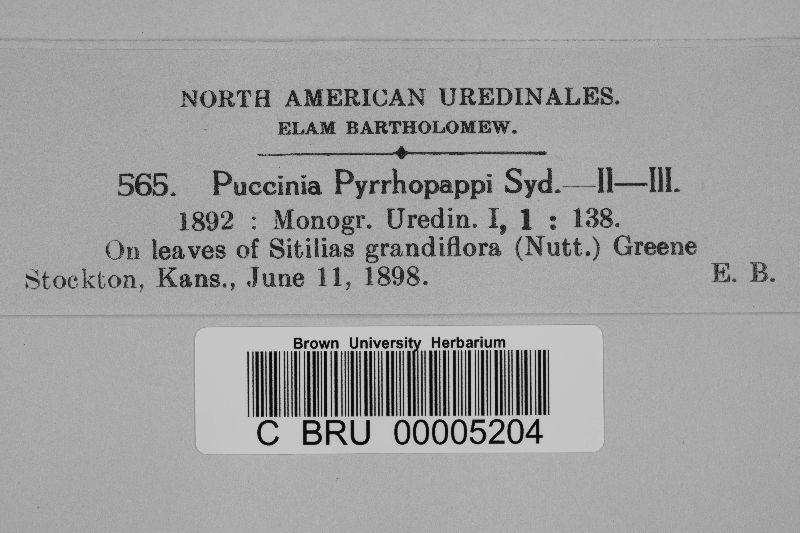 NORTH AMERICAN UREDINALES.
ELAM BARTHOLOMEW.
565. Puccinia Pyrrhopappi Syd.—II—III.
1892 : Monogr. Uredin. I, 1 : 138.
On leaves of Sitilias grandiflora (Nutt.) Greene
Stockton, Kans., June 11, 1898. E. B.
Brown University Herbarium
C BRU 00005204